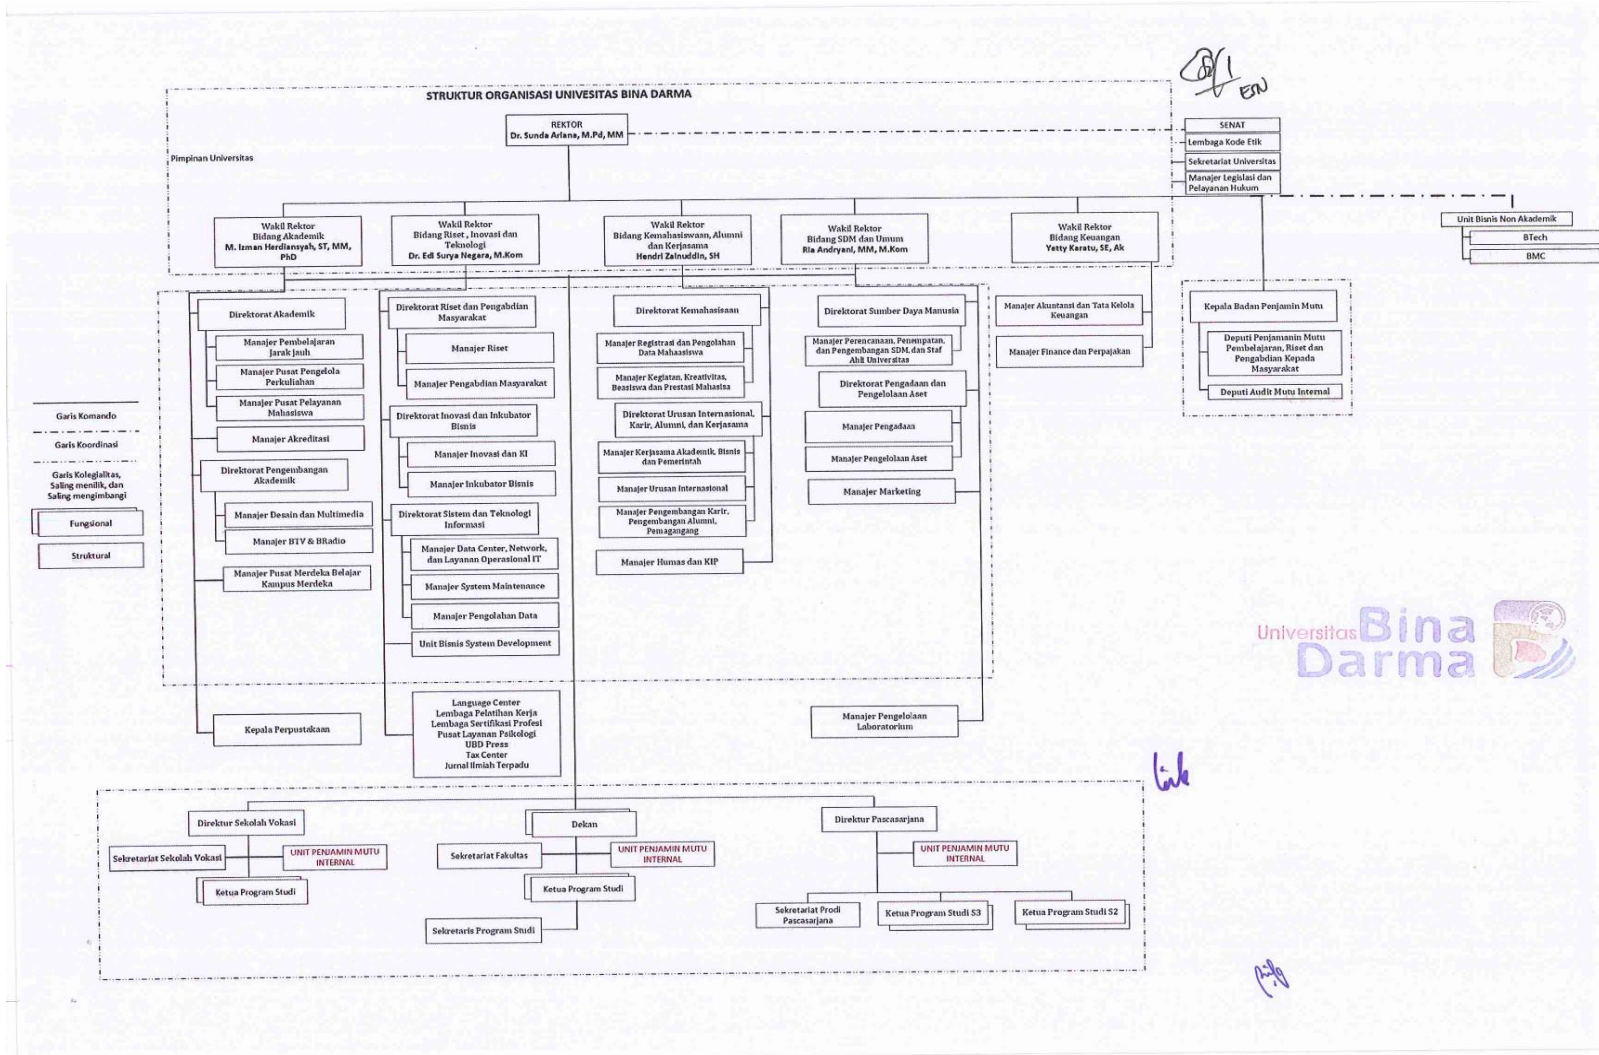 STRUKTUR ORGANISASI UNIVESITAS BINA DARMA
REKTOR
Dr. Sunda Ariana, M.Pd, MM
SENAT
Lembaga Kode Etik
Sekretariat Universitas
Manajer Legislasi dan
Pelayanan Hukum
Pimpinan Universitas
Wakil Rektor
Bidang Akademik
M. Izman Herdiansyah, ST, MM,
PhD
Wakil Rektor
Bidang Riset , Inovasi dan
Teknologi
Dr. Edi Surya Negara, M.Kom
Wakil Rektor
Bidang Kemahasiswaan, Alumni
dan Kerjasama
Hendri Zainuddin, SH
Wakil Rektor
Bidang SDM dan Umum
Ria Andryani, MM, M.Kom
Wakil Rektor
Bidang Keuangan
Yetty Karatu, SE, Ak
Unit Bisnis Non Akademik
BTech
BMC
Direktorat Akademik
Manajer Pembelajaran
Jarak Jauh
Manajer Pusat Pengelola
Perkuliahan
Manajer Pusat Pelayanan
Mahasiswa
Manajer Akreditasi
Direktorat Pengembangan
Akademik
Manajer Desain dan Multimedia
Manajer BTV & BRadio
Manajer Pusat Merdeka Belajar
Kampus Merdeka
Kepala Perpustakaan
Direktorat Riset dan Pengabdian
Masyarakat
Manajer Riset
Manajer Pengabdian Masyarakat
Direktorat Inovasi dan Inkubator
Bisnis
Manajer Inovasi dan KI
Manajer Inkubator Bisnis
Direktorat Sistem dan Teknologi
Informasi
Manajer Data Center, Network,
dan Layanan Operasional IT
Manajer System Maintenance
Manajer Pengolahan Data
Unit Bisnis System Development
Language Center
Lembaga Pelatihan Kerja
Lembaga Sertifikasi Profesi
Pusat Layanan Psikologi
UBD Press
Tax Center
Jurnal Ilmiah Terpadu
Direktorat Kemahasisaan
Manajer Registrasi dan Pengolahan
Data Mahaasiswa
Manajer Kegiatan, Kreativitas,
Beasiswa dan Prestasi Mahasisa
Direktorat Urusan Internasional,
Karir, Alumni, dan Kerjasama
Manajer Kerjasama Akademik, Bisnis
dan Pemerintah
Manajer Urusan Internasional
Manajer Pengembangan Karir,
Pengembangan Alumni,
Pemagangang
Manajer Humas dan KIP
Direktorat Sumber Daya Manusia
Manajer Perencanaan, Penempatan,
dan Pengembangan SDM, dan Staf
Ahli Universitas
Direktorat Pengadaan dan
Pengelolaan Aset
Manajer Pengadaan
Manajer Pengelolaan Aset
Manajer Marketing
Manajer Pengelolaan
Laboratorium
Manajer Akuntansi dan Tata Kelola
Keuangan
Manajer Finance dan Perpajakan
Kepala Badan Penjamin Mutu
Deputi Penjamanin Mutu
Pembelajaran, Riset dan
Pengabdian Kepada
Masyarakat
Deputi Audit Mutu Internal
Garis Komando
Garis Koordinasi
Garis Kolegialitas,
Saling menilik, dan
Saling mengimbangi
Fungsional
Struktural
Universitas Bina
Darma
Direktur Sekolah Vokasi
Sekretariat Sekolah Vokasi
UNIT PENJAMIN MUTU
INTERNAL
Ketua Program Studi
Dekan
Sekretariat Fakultas
UNIT PENJAMIN MUTU
INTERNAL
Ketua Program Studi
Sekretaris Program Studi
Direktur Pascasarjana
UNIT PENJAMIN MUTU
INTERNAL
Sekretariat Prodi
Pascasarjana
Ketua Program Studi S3
Ketua Program Studi S2